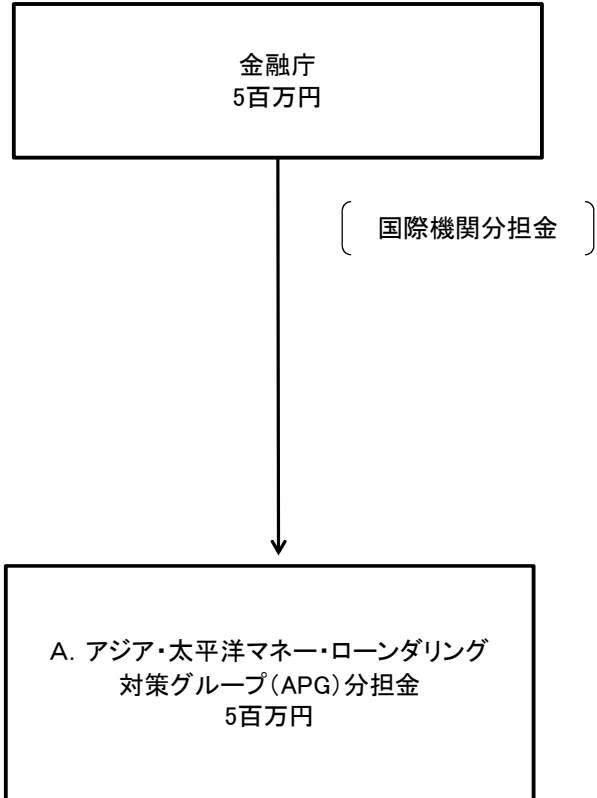 金融庁
5百万円
国際機関分担金
A．アジア・太平洋マネー・ローンダリング
対策グループ（APG）分担金
5百万円